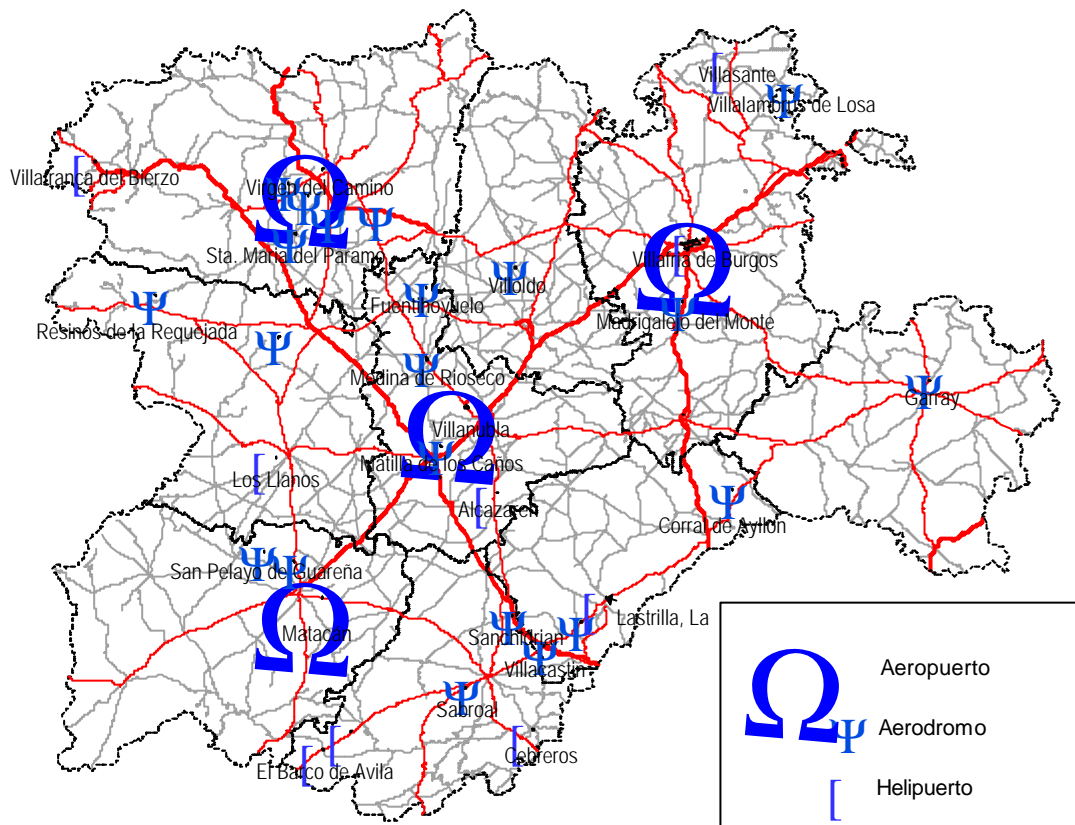 Villasante
Villalambrus de Losa
Villafranca del Bierzo
Virgen del Camino
Sta. Maria del Paramo
Villafria de Burgos
Villoldo
Fuentihoyuelo
Resinos de la Requejada
Madrigalejo del Monte
Medina de Rioseco
Garray
Villanubla
Matilla de los Caños
Los Llanos
Alcazaren
Corral de Ayllon
San Pelayo de Guareña
Lastrilla, La
Matacán
Sanchidrian
Villacastin
Sabroal
Cebreros
El Barco de Avila
Aeropuerto
Aerodromo
Helipuerto